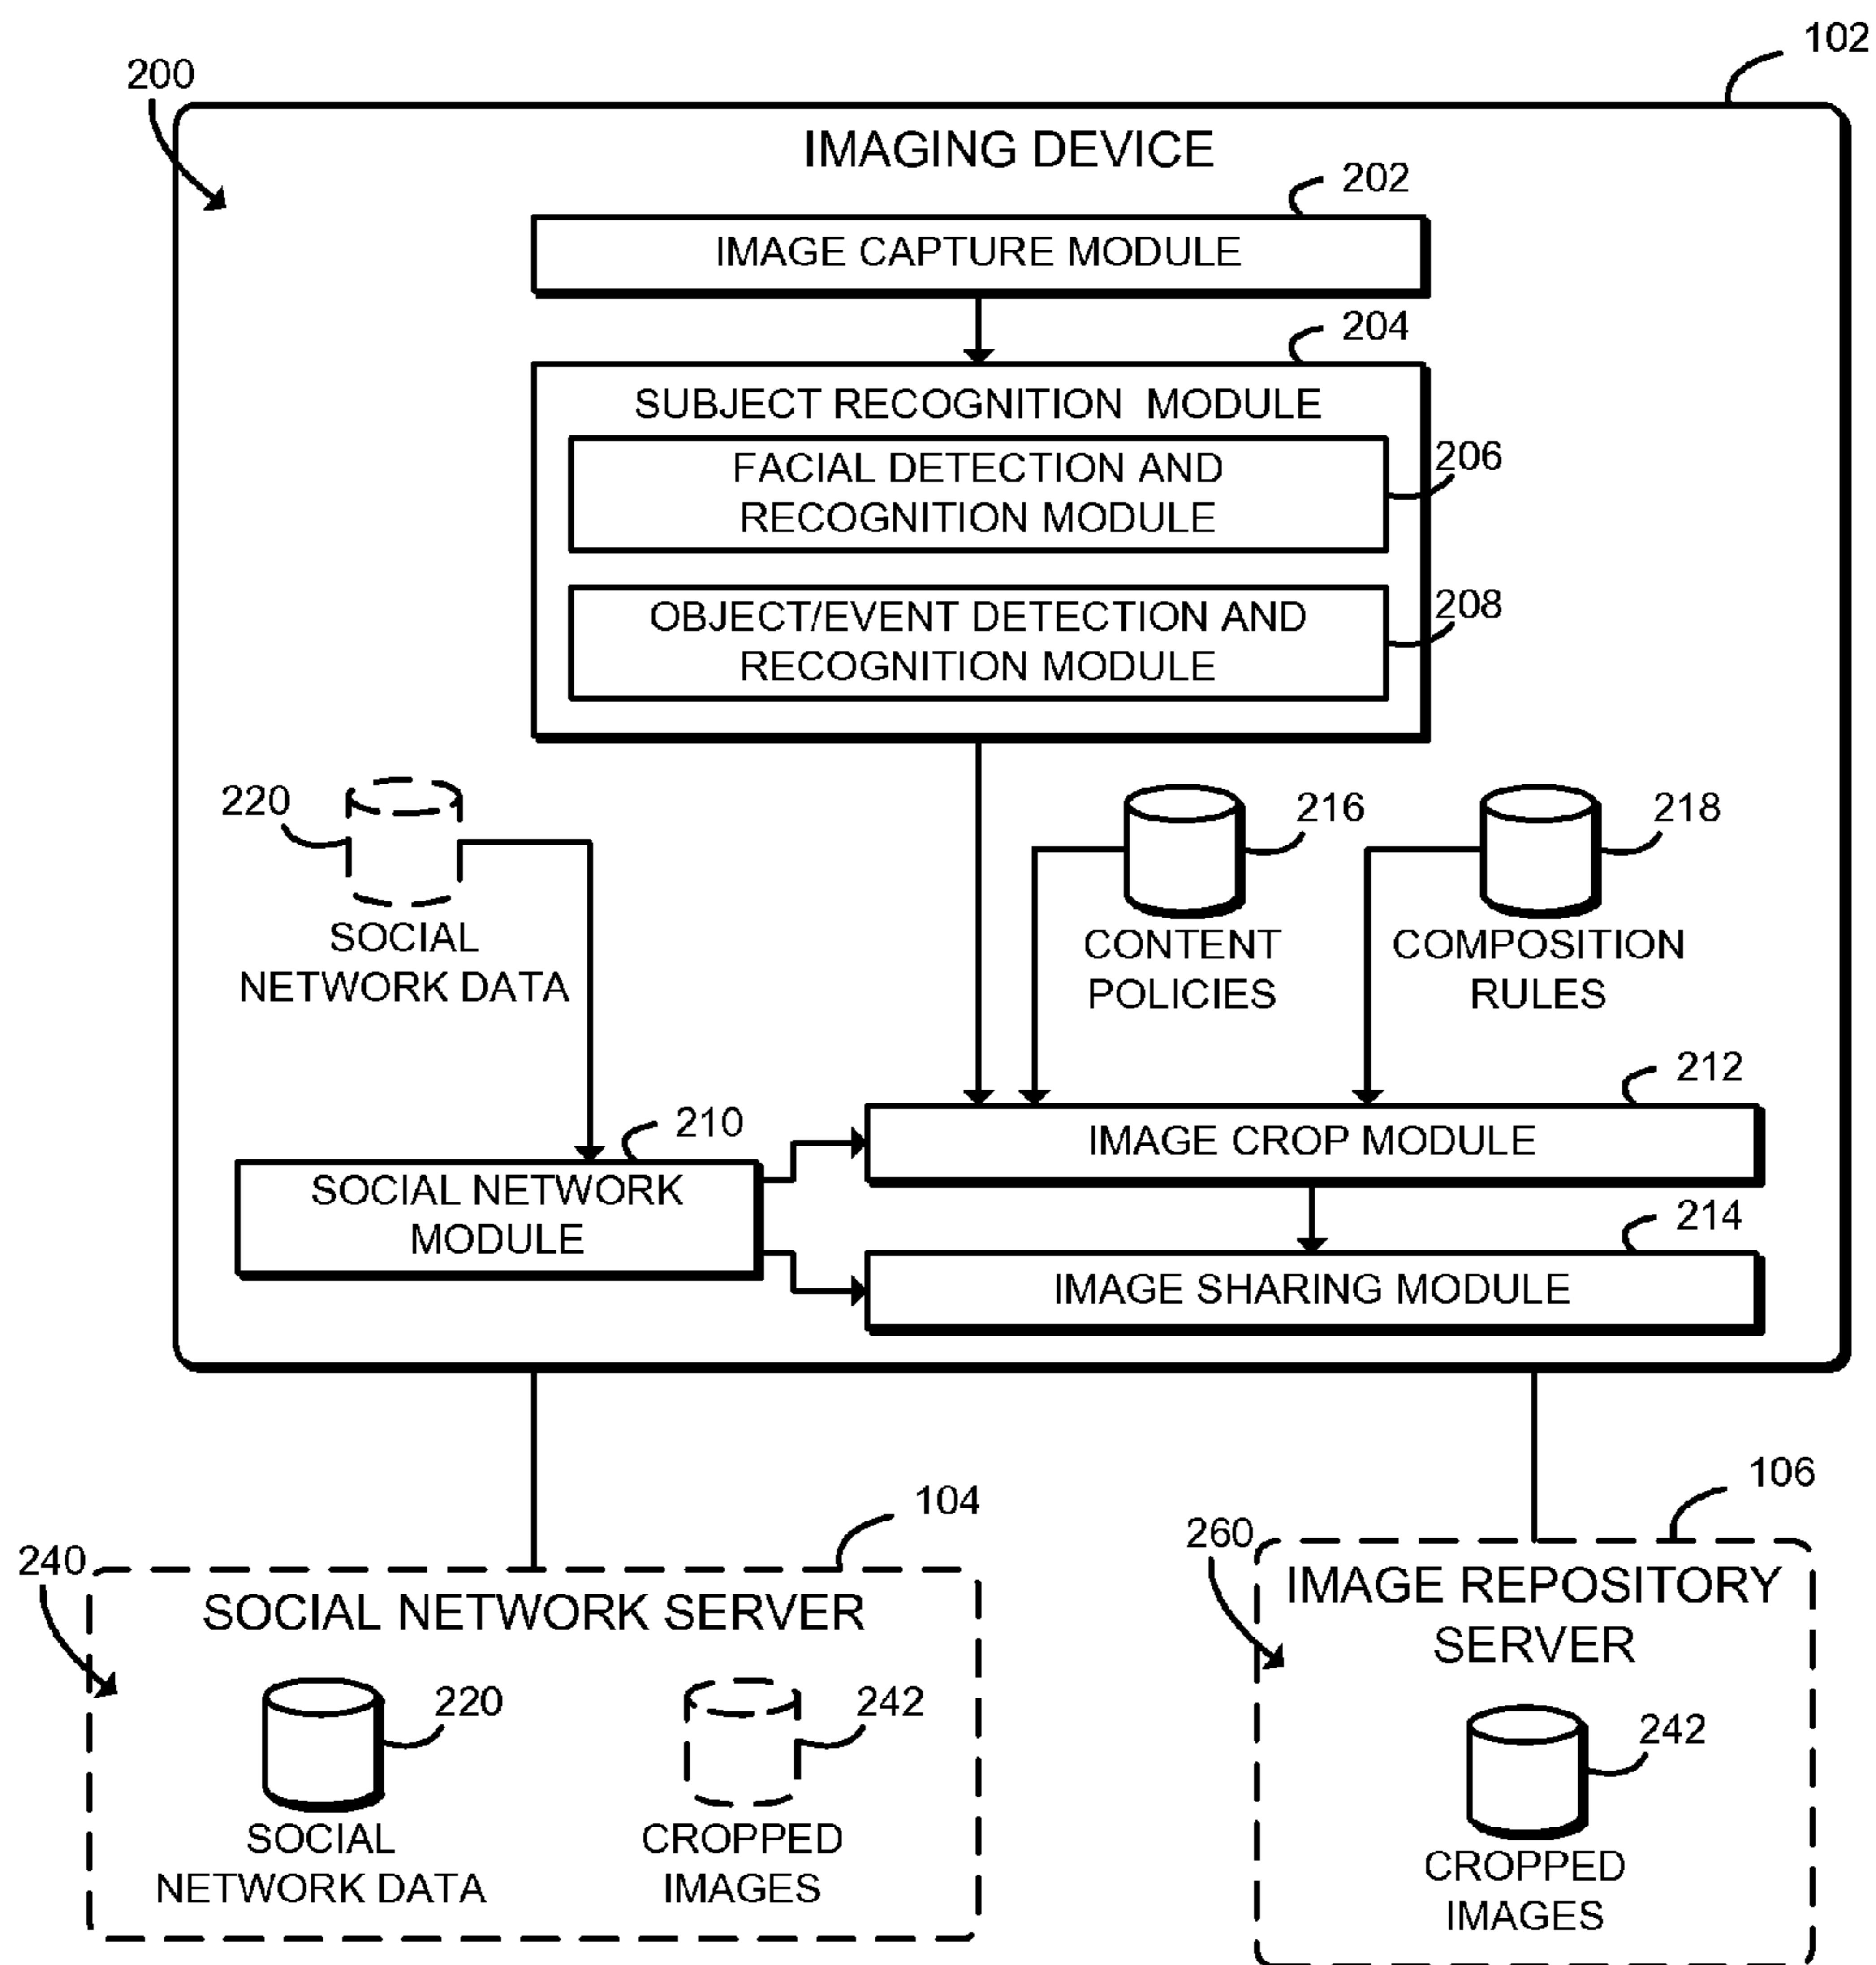 102
200
IMAGING DEVICE
202
IMAGE CAPTURE MODULE
204
SUBJECT RECOGNITION MODULE
FACIAL DETECTION AND
RECOGNITION MODULE
206
OBJECT/EVENT DETECTION AND
RECOGNITION MODULE
208
220
SOCIAL
NETWORK DATA
216
CONTENT
POLICIES
218
COMPOSITION
RULES
210
SOCIAL NETWORK
MODULE
212
IMAGE CROP MODULE
214
IMAGE SHARING MODULE
104
240
SOCIAL NETWORK SERVER
220
SOCIAL
NETWORK DATA
242
CROPPED
IMAGES
106
260
IMAGE REPOSITORY
SERVER
242
CROPPED
IMAGES